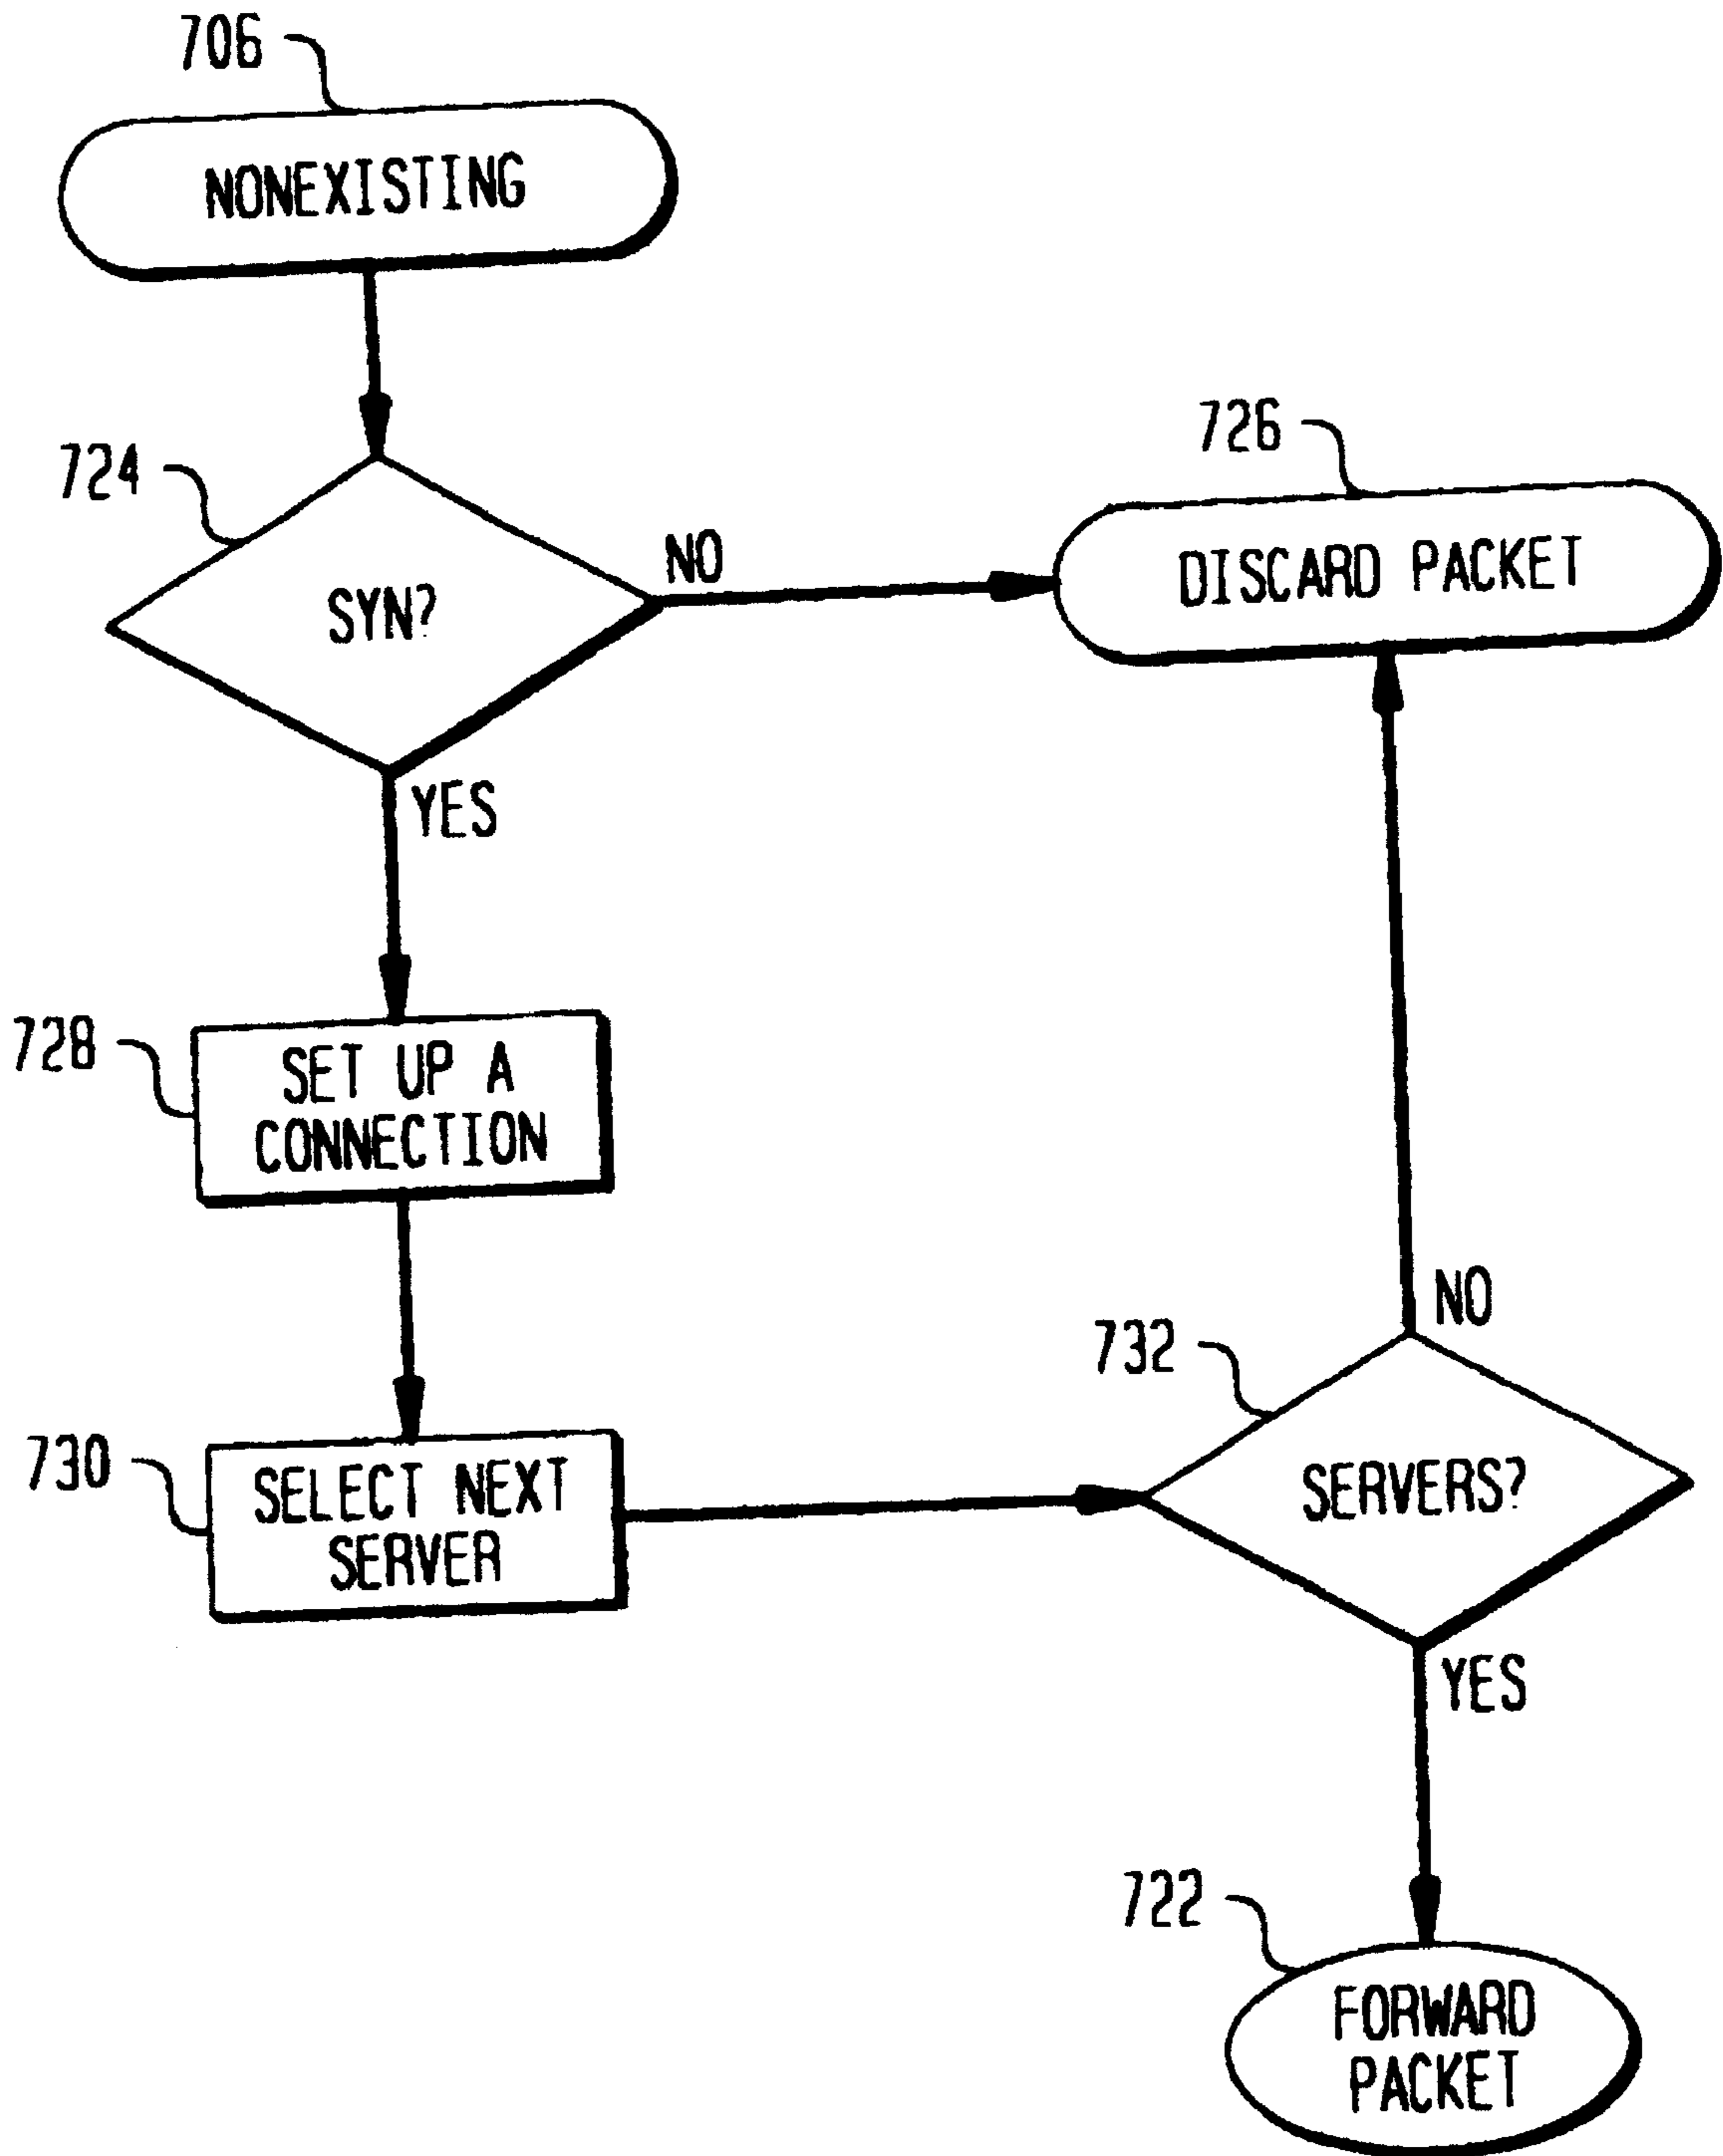 706
NONEXISTING
724
SYN?
NO
726
DISCARD PACKET
YES
728
SET UP A
CONNECTION
730
SELECT NEXT
SERVER
732
NO
SERVERS?
YES
722
FORWARD
PACKET